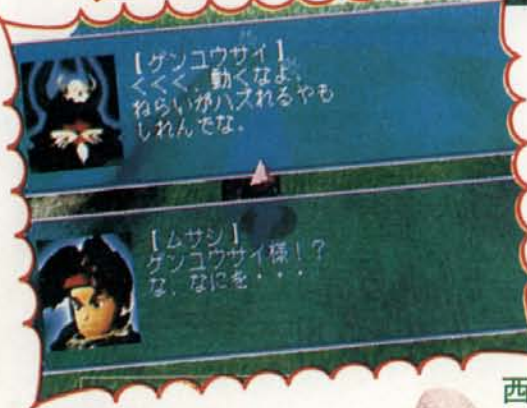 【ゲンユウサイ】
くくく、動くなよ、
ねらいがハズれるやも
しれんでな。
【ムサシ】
ゲンユウサイ様！？
な、なにを・・・
西